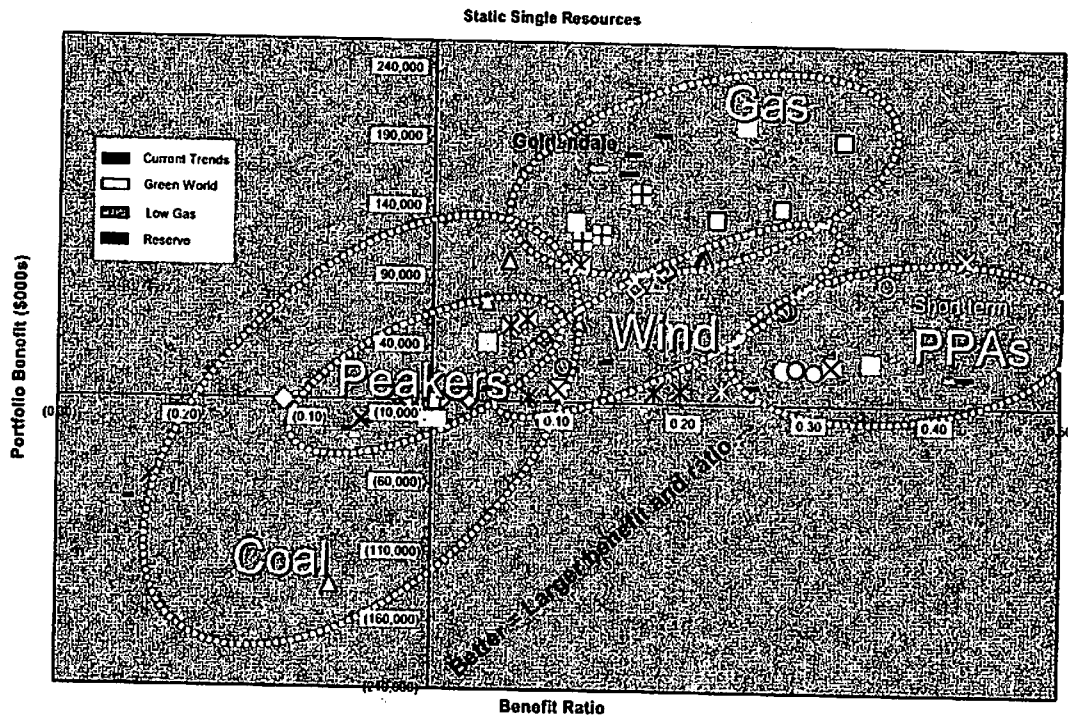 Static Single Resources
Portfolio Benefit ($000s)
240,000
190,000
140,000
90,000
40,000
(10,000)
(60,000)
(110,000)
(160,000)
Current Trends
Green World
Low Gas
Reserve
Gas
Goldendale
Wind
Short term
PPAs
Peakers
Coal
(0.20)
(0.10)
0.10
0.20
0.30
0.40
Better = Larger benefit and ratio
Benefit Ratio